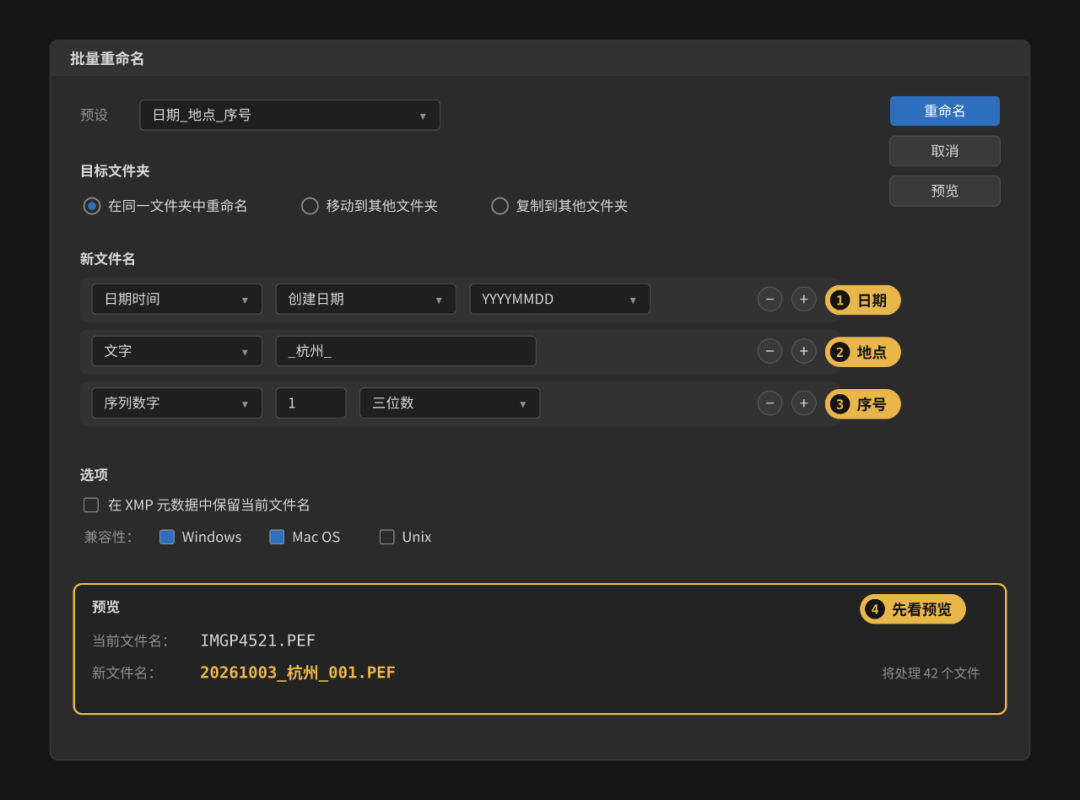 批量重命名
预设 日期_地点_序号
重命名
取消
预览
目标文件夹
在同一文件夹中重命名 移动到其他文件夹 复制到其他文件夹
新文件名
日期时间 创建日期 YYYYMMDD − + 1 日期
文字 _杭州_ − + 2 地点
序列数字 1 三位数 − + 3 序号
选项
在 XMP 元数据中保留当前文件名
兼容性: Windows Mac OS Unix
预览 4 先看预览
当前文件名: IMGP4521.PEF
新文件名: 20261003_杭州_001.PEF 将处理 42 个文件